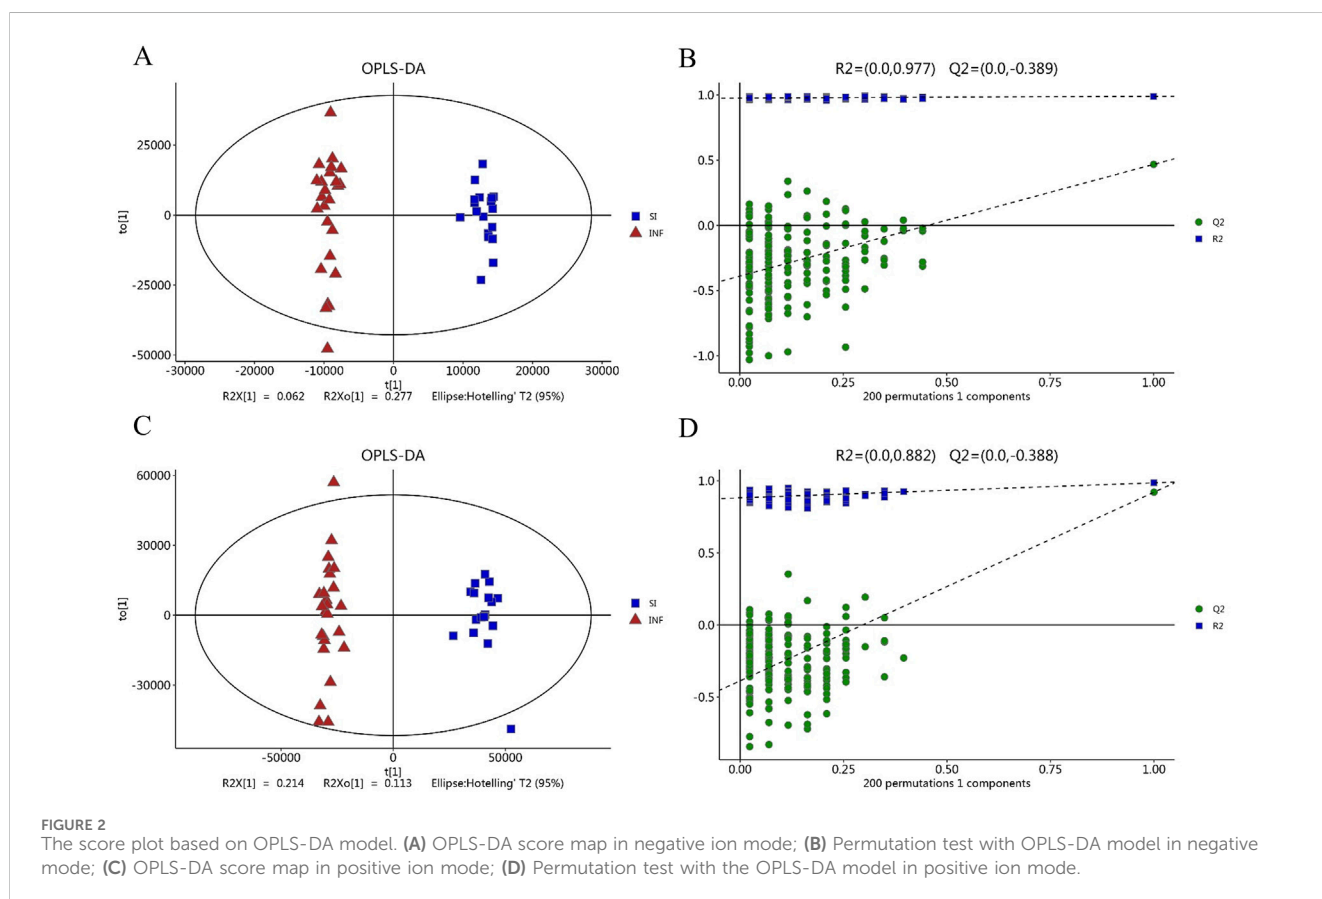 A
OPLS-DA
to[1]
25000
0
-25000
-50000
-30000 -20000 -10000 0 10000 20000 30000
t[1]
R2X[1] = 0.062 R2Xo[1] = 0.277 Ellipse:Hotelling' T2 (95%)
SI
INF
B
R2=(0.0,0.977) Q2=(0.0,-0.389)
1.0
0.5
0.0
-0.5
-1.0
0.00 0.25 0.50 0.75 1.00
200 permutations 1 components
Q2
R2
C
OPLS-DA
to[1]
60000
30000
0
-30000
-50000 0 50000
t[1]
R2X[1] = 0.214 R2Xo[1] = 0.113 Ellipse:Hotelling' T2 (95%)
SI
INF
D
R2=(0.0,0.882) Q2=(0.0,-0.388)
1.0
0.5
0.0
-0.5
0.00 0.25 0.50 0.75 1.00
200 permutations 1 components
Q2
R2
FIGURE 2
The score plot based on OPLS-DA model. (A) OPLS-DA score map in negative ion mode; (B) Permutation test with OPLS-DA model in negative
mode; (C) OPLS-DA score map in positive ion mode; (D) Permutation test with the OPLS-DA model in positive ion mode.